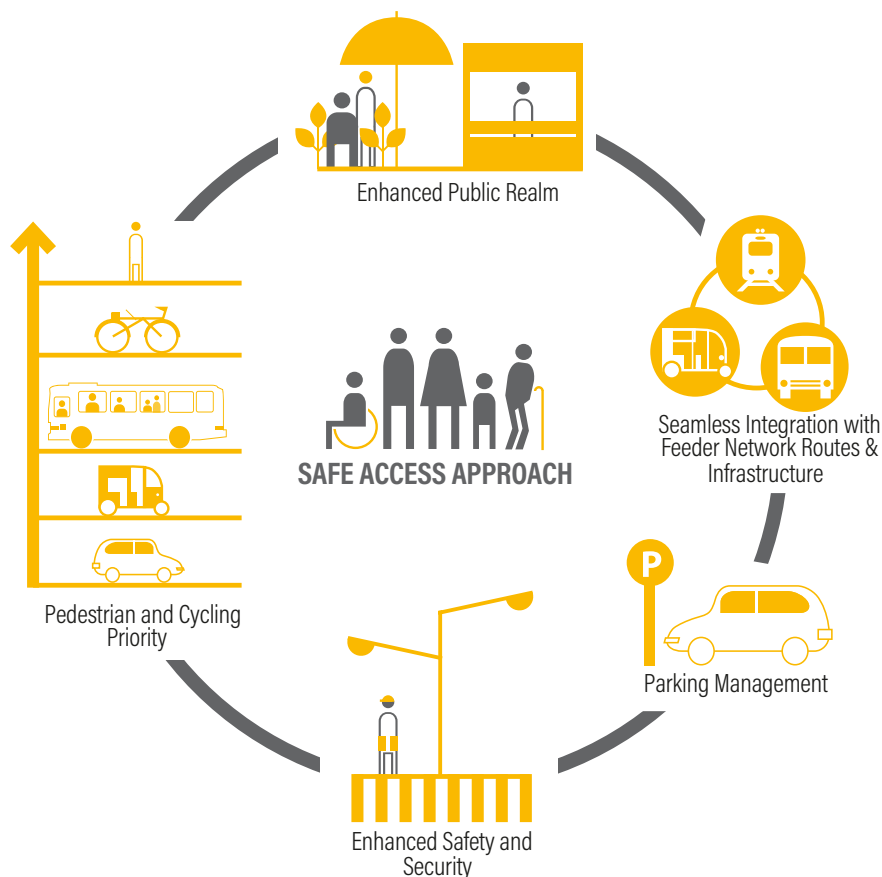 Enhanced Public Realm
Seamless Integration with
Feeder Network Routes &
Infrastructure
SAFE ACCESS APPROACH
P
Parking Management
Pedestrian and Cycling
Priority
Enhanced Safety and
Security